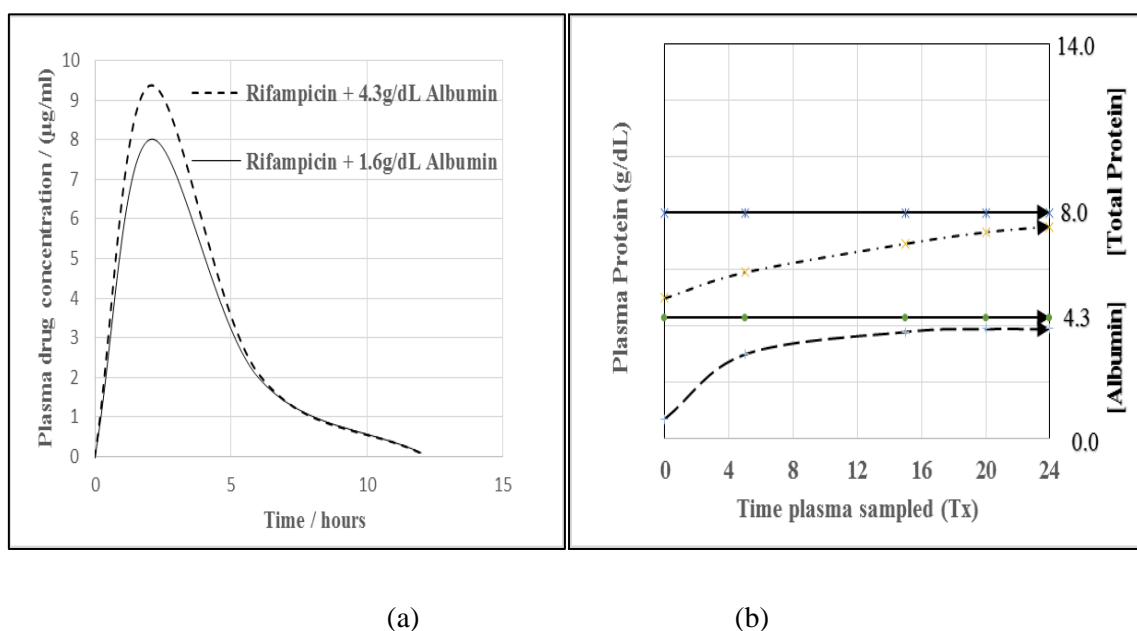 10
9
8
7
6
5
4
3
2
1
0
Plasma drug concentration / (µg/ml)
Rifampicin + 4.3g/dL Albumin
Rifampicin + 1.6g/dL Albumin
0 5 10 15
Time / hours
Plasma Protein (g/dL)
14.0
8.0
4.3
0.0
[Total Protein]
[Albumin]
0 4 8 12 16 20 24
Time plasma sampled (Tx)
(a) (b)